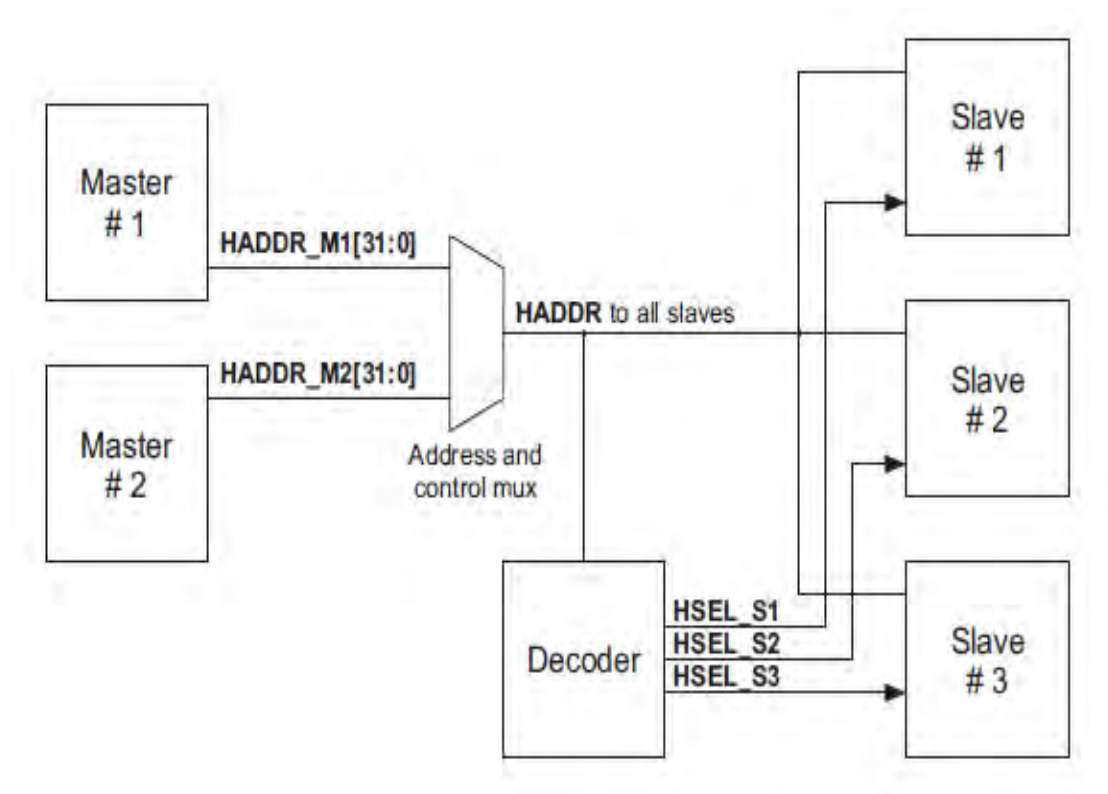 Master
# 1
HADDR_M1[31:0]
Master
# 2
HADDR_M2[31:0]
Address and
control mux
HADDR to all slaves
Decoder
HSEL_S1
HSEL_S2
HSEL_S3
Slave
# 1
Slave
# 2
Slave
# 3